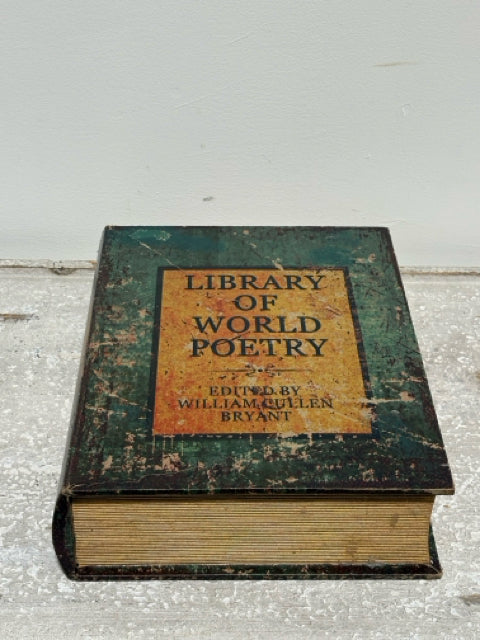 LIBRARY
OF
WORLD
POETRY
EDITED BY
WILLIAM CULLEN
BRYANT